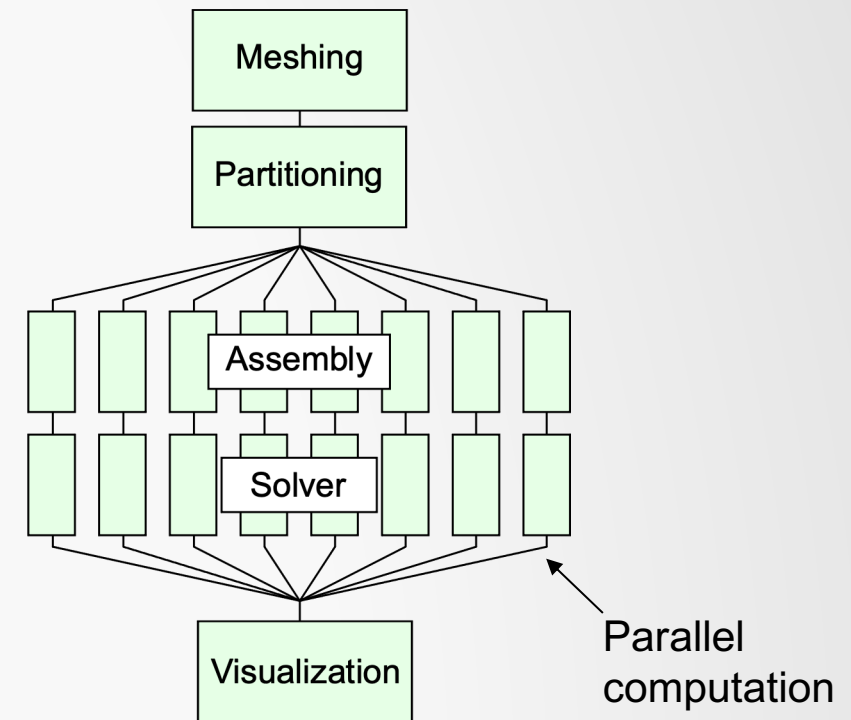 Meshing
Partitioning
Assembly
Solver
Visualization
Parallel
computation